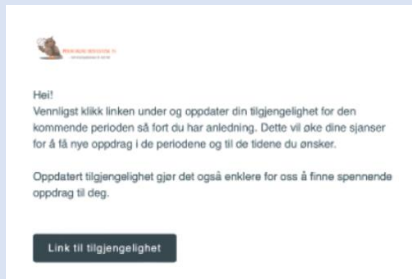 Hei!
Vennligst klikk linken under og oppdater din tilgjengelighet for den
kommende perioden så fort du har anledning. Dette vil øke dine sjanser
for å få nye oppdrag i de periodene og til de tidene du ønsker.
Oppdatert tilgjengelighet gjør det også enklere for oss å finne spennende
oppdrag til deg.
Link til tilgjengelighet